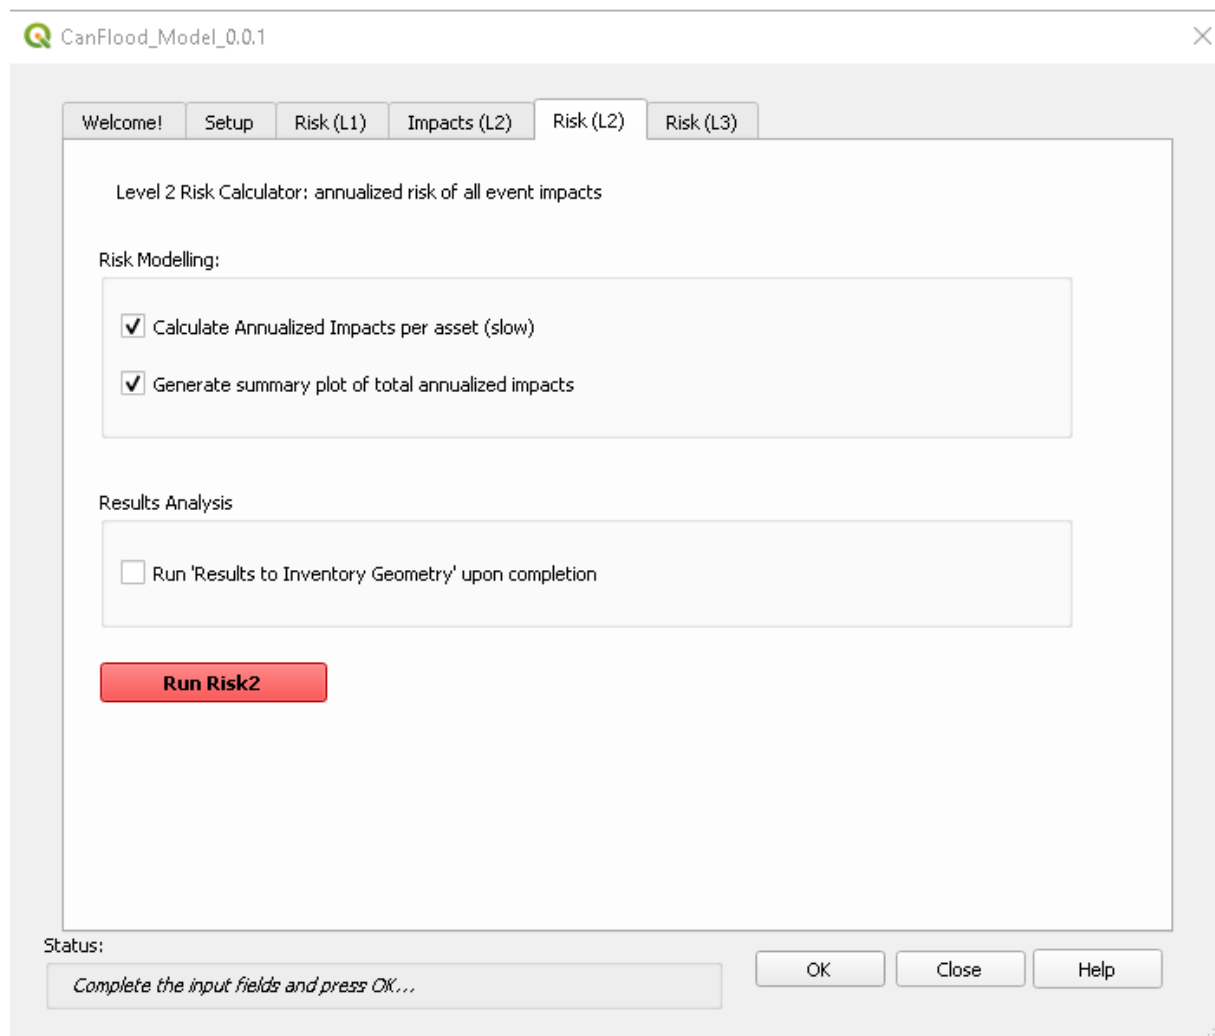 CanFlood_Model_0.0.1
Welcome!
Setup
Risk (L1)
Impacts (L2)
Risk (L2)
Risk (L3)
Level 2 Risk Calculator: annualized risk of all event impacts
Risk Modelling:
Calculate Annualized Impacts per asset (slow)
Generate summary plot of total annualized impacts
Results Analysis
Run 'Results to Inventory Geometry' upon completion
Run Risk2
Status:
Complete the input fields and press OK...
OK
Close
Help